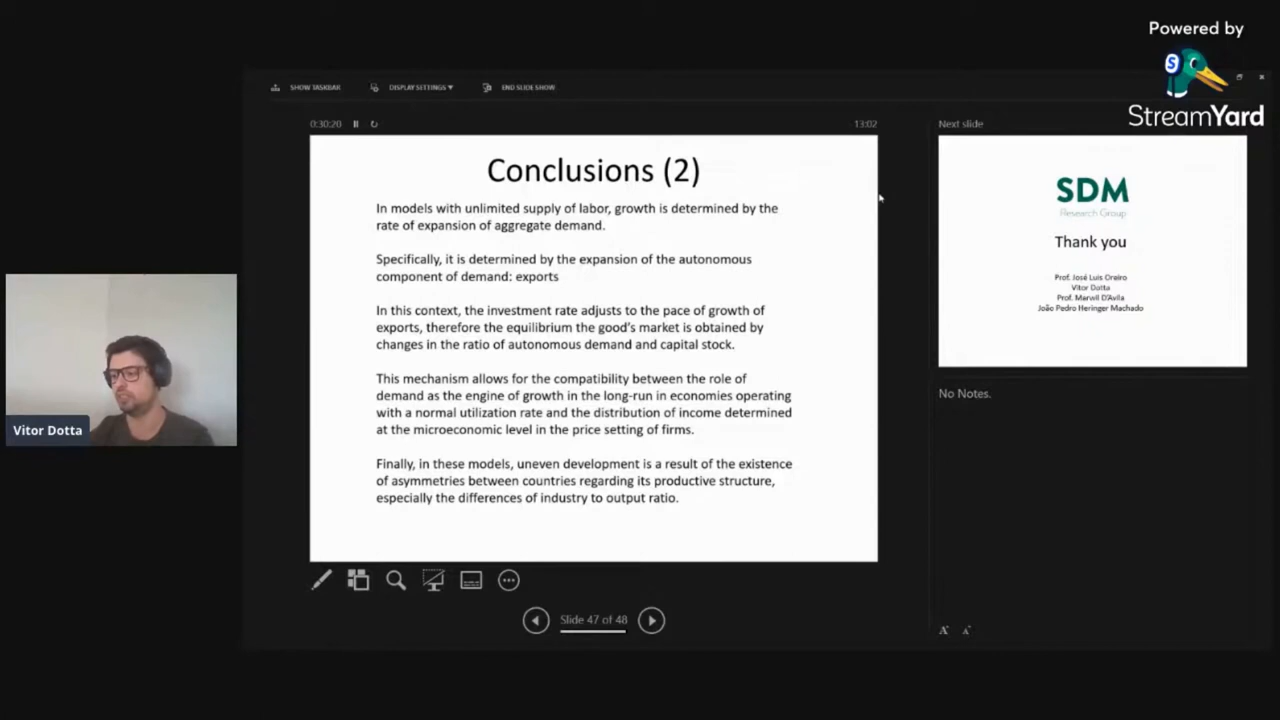 Powered by
StreamYard
SHOW TASKBAR
DISPLAY SETTINGS
END SLIDE SHOW
0:30:20
13:02
Next slide
Conclusions (2)
In models with unlimited supply of labor, growth is determined by the
rate of expansion of aggregate demand.
Specifically, it is determined by the expansion of the autonomous
component of demand: exports
In this context, the investment rate adjusts to the pace of growth of
exports, therefore the equilibrium the good's market is obtained by
changes in the ratio of autonomous demand and capital stock.
This mechanism allows for the compatibility between the role of
demand as the engine of growth in the long-run in economies operating
with a normal utilization rate and the distribution of income determined
at the microeconomic level in the price setting of firms.
Finally, in these models, uneven development is a result of the existence
of asymmetries between countries regarding its productive structure,
especially the differences of industry to output ratio.
SDM
Research Group
Thank you
Prof. José Luis Oreiro
Vitor Dotta
Prof. Marwil D'Avila
João Pedro Heringer Machado
No Notes.
Vitor Dotta
Slide 47 of 48
A
A